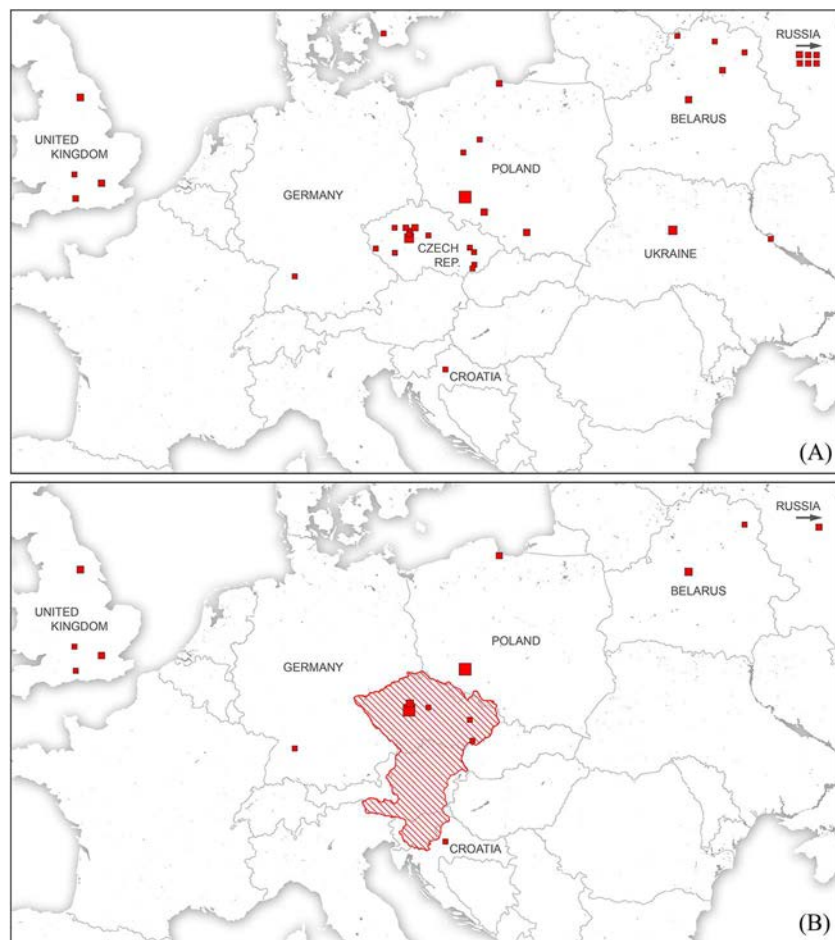 RUSSIA
BELARUS
UNITED
KINGDOM
POLAND
GERMANY
CZECH
REP.
UKRAINE
CROATIA
(A)
RUSSIA
BELARUS
UNITED
KINGDOM
POLAND
GERMANY
CROATIA
(B)